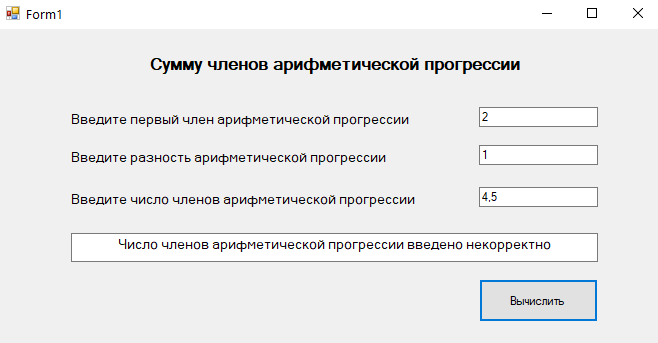 Form1
Сумму членов арифметической прогрессии
Введите первый член арифметической прогрессии
2
Введите разность арифметической прогрессии
1
Введите число членов арифметической прогрессии
4,5
Число членов арифметической прогрессии введено некорректно
Вычислить